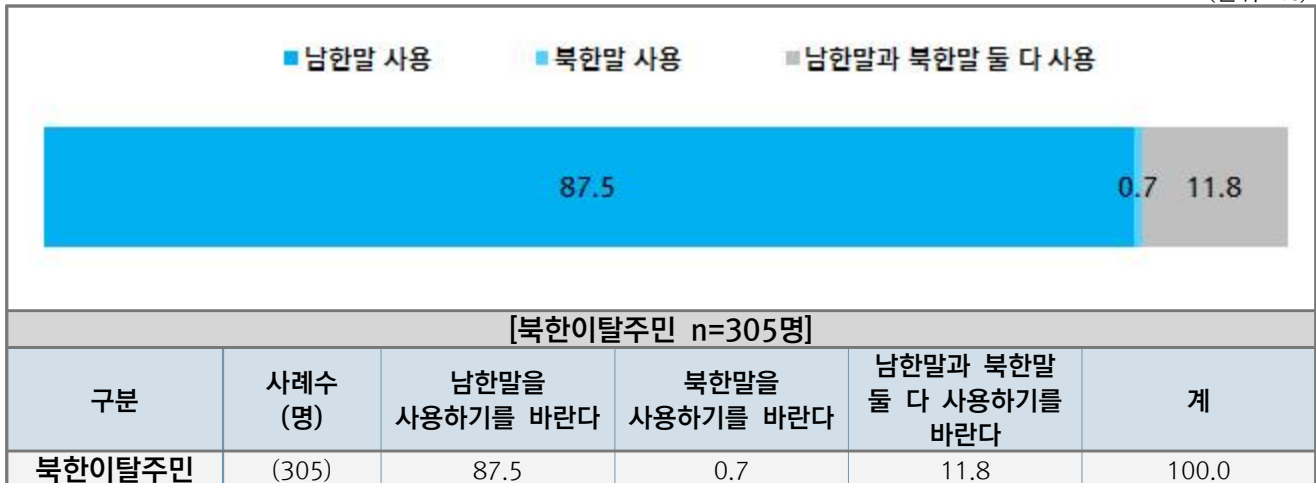 남한말 사용 북한말 사용 남한말과 북한말 둘 다 사용
87.5 0.7 11.8
[북한이탈주민 n=305명]
구분 사례수 (명) 남한말을 사용하기를 바란다 북한말을 사용하기를 바란다 남한말과 북한말 둘 다 사용하기를 바란다 계
북한이탈주민 (305) 87.5 0.7 11.8 100.0